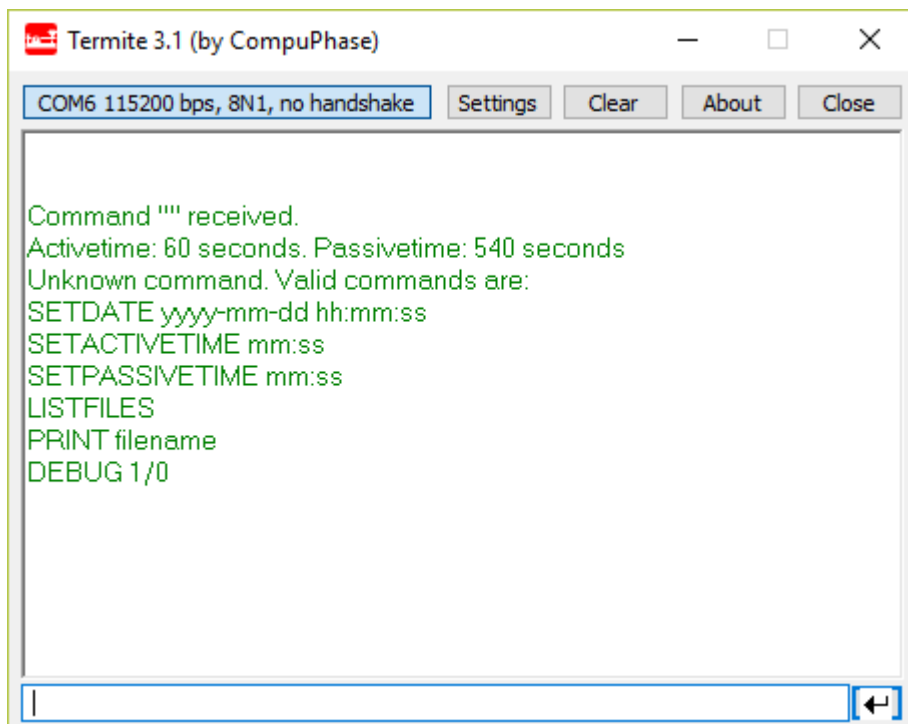 Termite 3.1 (by CompuPhase)
COM6 115200 bps, 8N1, no handshake Settings Clear About Close
Command "" received.
Activetime: 60 seconds. Passivetime: 540 seconds
Unknown command. Valid commands are:
SETDATE yyyy-mm-dd hh:mm:ss
SETACTIVETIME mm:ss
SETPASSIVETIME mm:ss
LISTFILES
PRINT filename
DEBUG 1/0